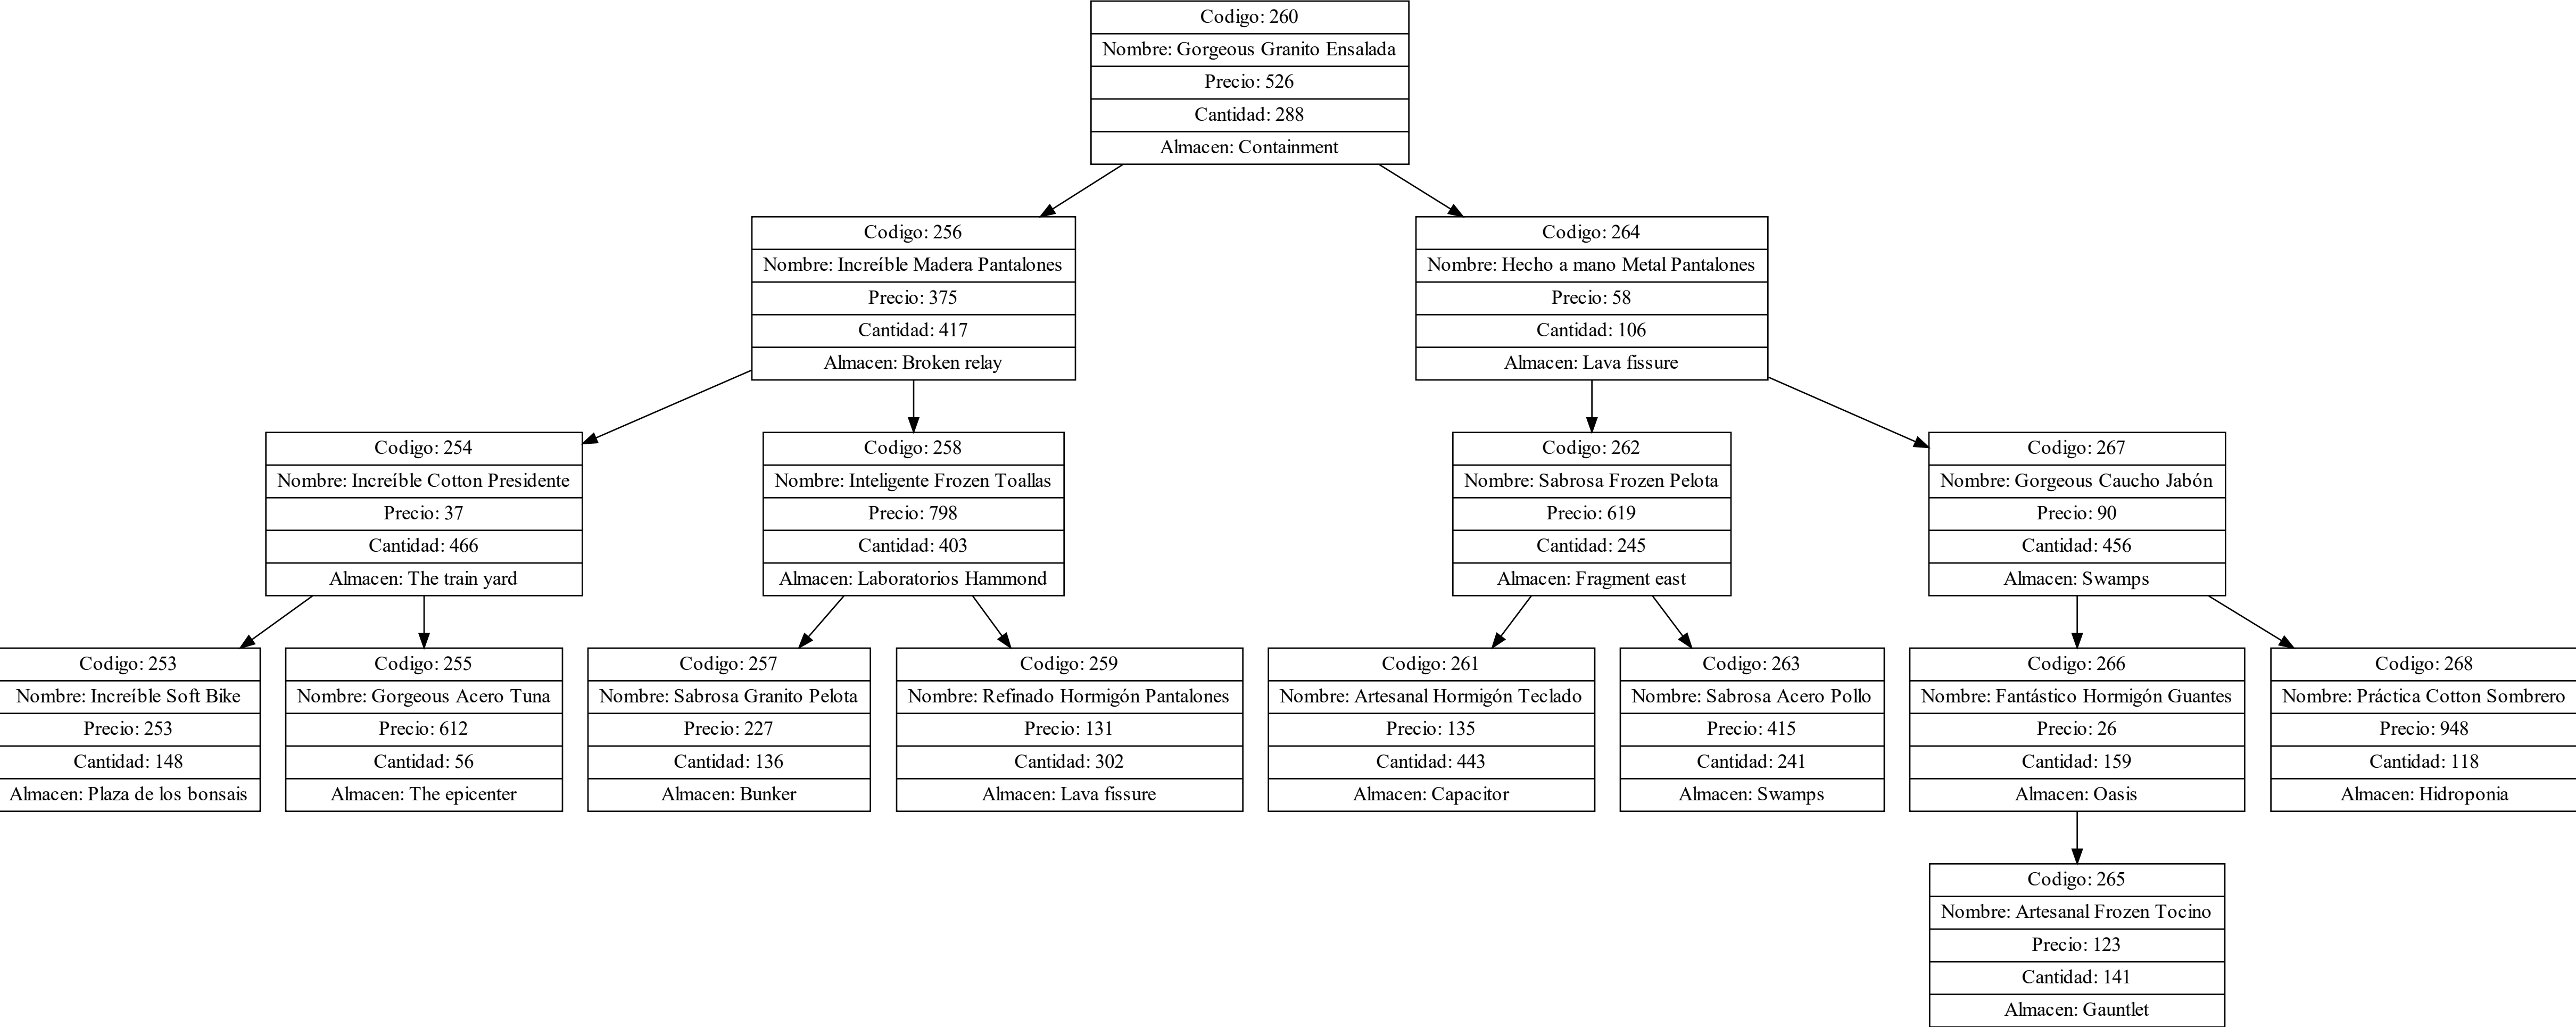 Codigo: 260
Nombre: Gorgeous Granito Ensalada
Precio: 526
Cantidad: 288
Almacen: Containment
Codigo: 256
Nombre: Increíble Madera Pantalones
Precio: 375
Cantidad: 417
Almacen: Broken relay
Codigo: 264
Nombre: Hecho a mano Metal Pantalones
Precio: 58
Cantidad: 106
Almacen: Lava fissure
Codigo: 254
Nombre: Increíble Cotton Presidente
Precio: 37
Cantidad: 466
Almacen: The train yard
Codigo: 258
Nombre: Inteligente Frozen Toallas
Precio: 798
Cantidad: 403
Almacen: Laboratorios Hammond
Codigo: 262
Nombre: Sabrosa Frozen Pelota
Precio: 619
Cantidad: 245
Almacen: Fragment east
Codigo: 267
Nombre: Gorgeous Caucho Jabón
Precio: 90
Cantidad: 456
Almacen: Swamps
Codigo: 253
Nombre: Increíble Soft Bike
Precio: 253
Cantidad: 148
Almacen: Plaza de los bonsais
Codigo: 255
Nombre: Gorgeous Acero Tuna
Precio: 612
Cantidad: 56
Almacen: The epicenter
Codigo: 257
Nombre: Sabrosa Granito Pelota
Precio: 227
Cantidad: 136
Almacen: Bunker
Codigo: 259
Nombre: Refinado Hormigón Pantalones
Precio: 131
Cantidad: 302
Almacen: Lava fissure
Codigo: 261
Nombre: Artesanal Hormigón Teclado
Precio: 135
Cantidad: 443
Almacen: Capacitor
Codigo: 263
Nombre: Sabrosa Acero Pollo
Precio: 415
Cantidad: 241
Almacen: Swamps
Codigo: 266
Nombre: Fantástico Hormigón Guantes
Precio: 26
Cantidad: 159
Almacen: Oasis
Codigo: 268
Nombre: Práctica Cotton Sombrero
Precio: 948
Cantidad: 118
Almacen: Hidroponia
Codigo: 265
Nombre: Artesanal Frozen Tocino
Precio: 123
Cantidad: 141
Almacen: Gauntlet